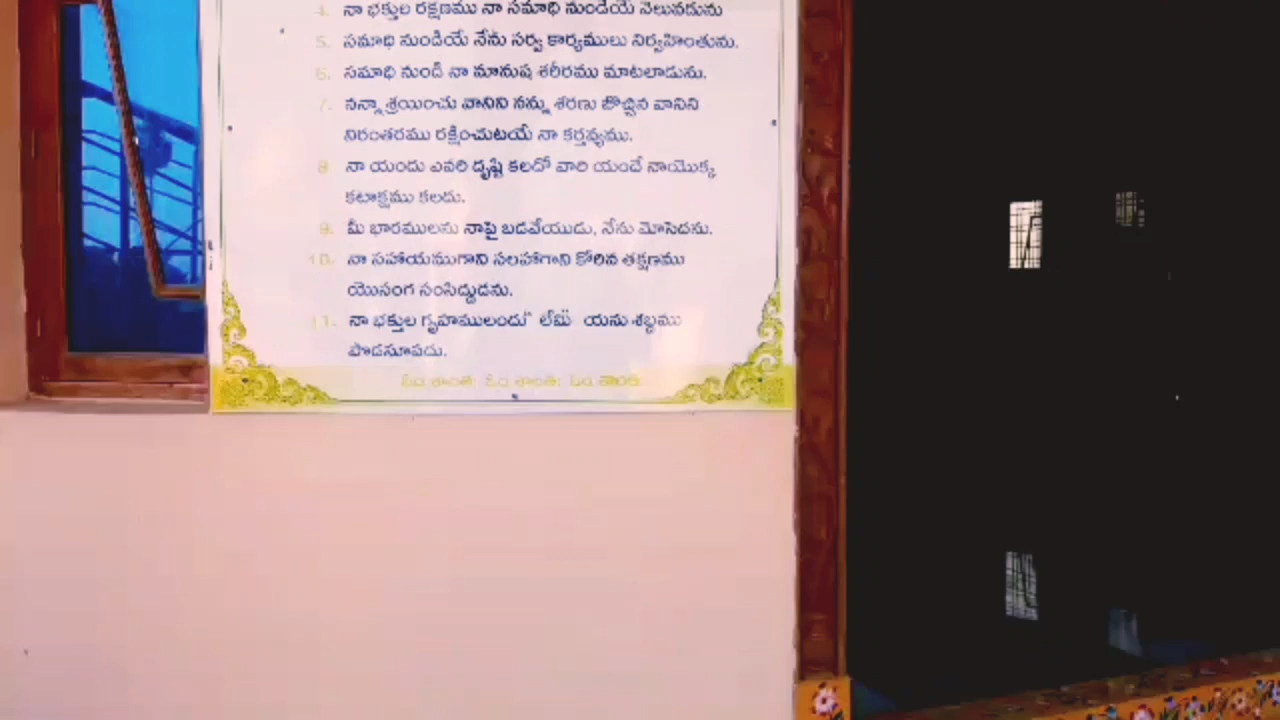 4. నా భక్తుల రక్షణము నా సమాధి నుండియే వెలువడును
5. సమాధి నుండియే నేను సర్వ కార్యములు నిర్వహింతును.
6. సమాధి నుండి నా మానుష శరీరము మాటలాడును.
7. నన్నాశ్రయించు వానిని నన్ను శరణు జొచ్చిన వానిని
నిరంతరము రక్షించుటయే నా కర్తవ్యము.
8. నా యందు ఎవరి దృష్టి కలదో వారి యందే నాయొక్క
కటాక్షము కలదు.
9. మీ భారములను నాపై బడవేయుడు, నేను మోసెదను.
10. నా సహాయముగాని సలహాగాని కోరిన తక్షణము
యొసంగ సంసిద్ధుడను.
11. నా భక్తుల గృహములందు" లేమి యను శబ్దము
పొడసూపదు.
ఓం శాంతి: ఓం శాంతి: ఓం శాంతి: